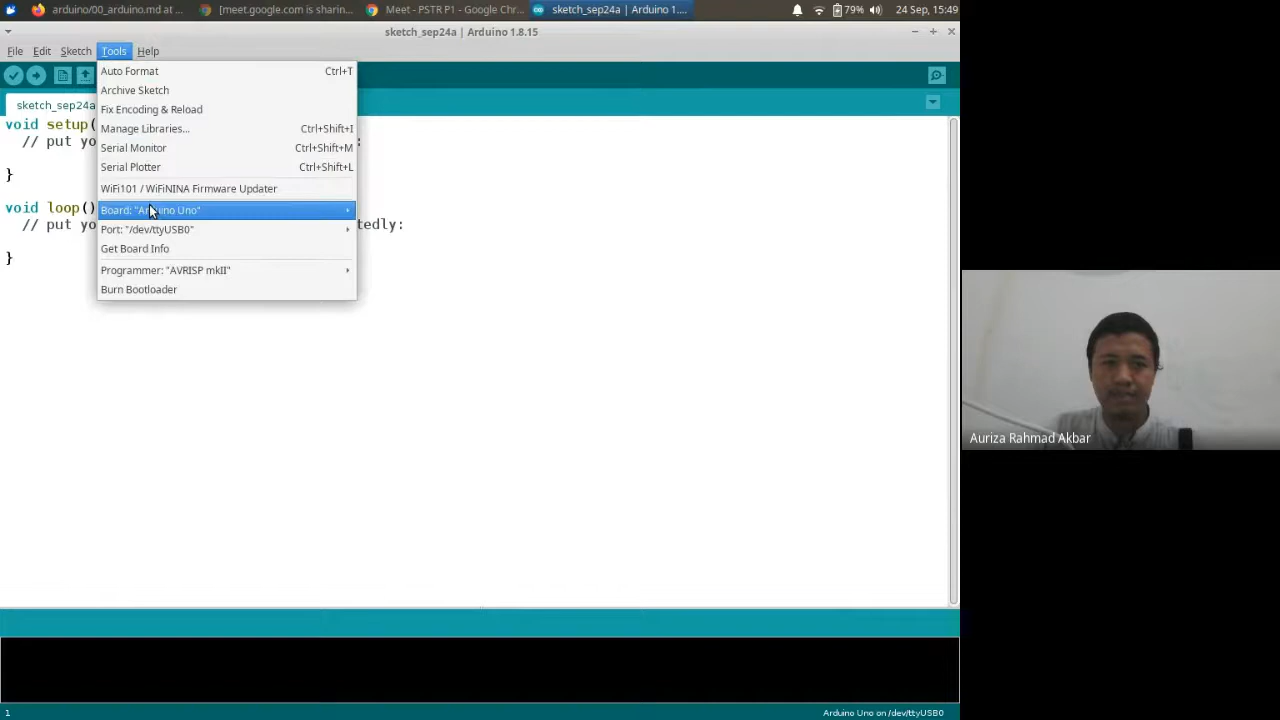 arduino/00_arduino.md at ...
[meet.google.com is sharin...
Meet - PSTR P1 - Google Chr...
sketch_sep24a | Arduino 1....
79%
24 Sep, 15:49
sketch_sep24a | Arduino 1.8.15
File Edit Sketch Tools Help
Auto Format Ctrl+T
Archive Sketch
Fix Encoding & Reload
Manage Libraries... Ctrl+Shift+I
Serial Monitor Ctrl+Shift+M
Serial Plotter Ctrl+Shift+L
WiFi101 / WiFiNINA Firmware Updater
Board: "Arduino Uno"
Port: "/dev/ttyUSB0"
Get Board Info
Programmer: "AVRISP mkII"
Burn Bootloader
sketch_sep24a
void setup(
// put yo :
}
void loop()
// put yo tedly:
}
Auriza Rahmad Akbar
1
Arduino Uno on /dev/ttyUSB0